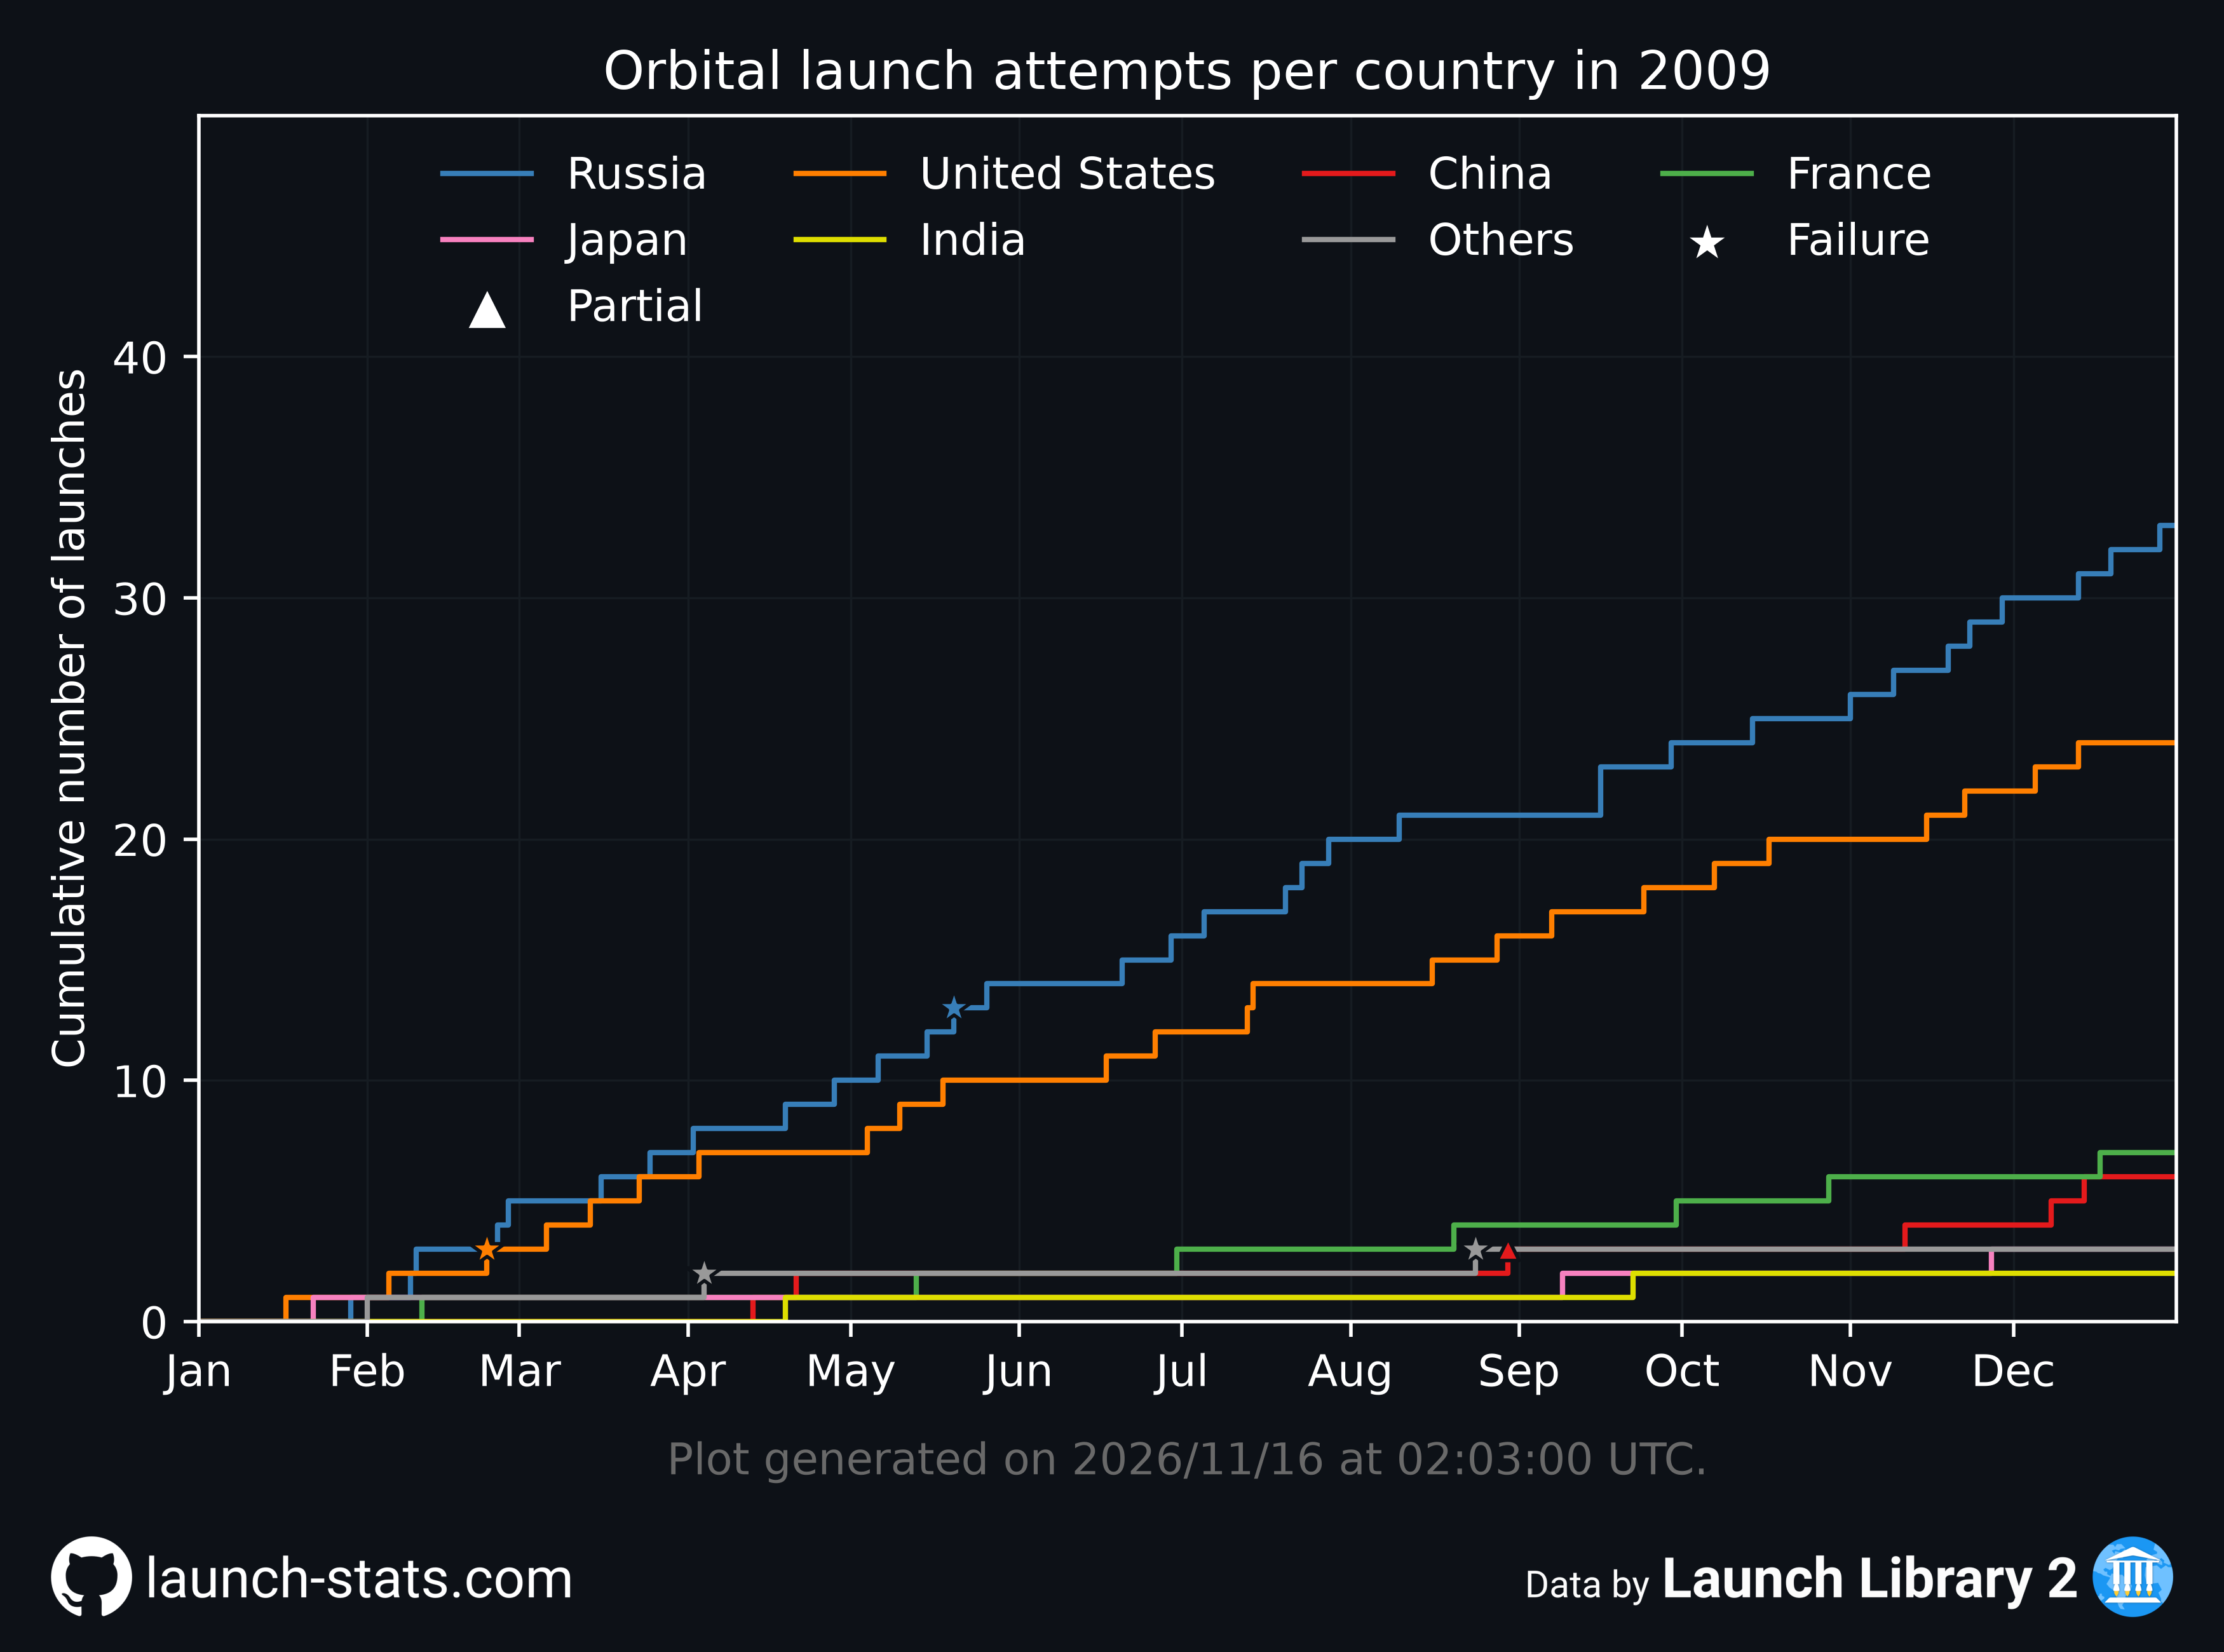 Orbital launch attempts per country in 2009
Russia United States China France
Japan India Others Failure
Partial
Cumulative number of launches
40
30
20
10
0
Jan Feb Mar Apr May Jun Jul Aug Sep Oct Nov Dec
Plot generated on 2026/11/16 at 02:03:00 UTC.
launch-stats.com
Data by Launch Library 2